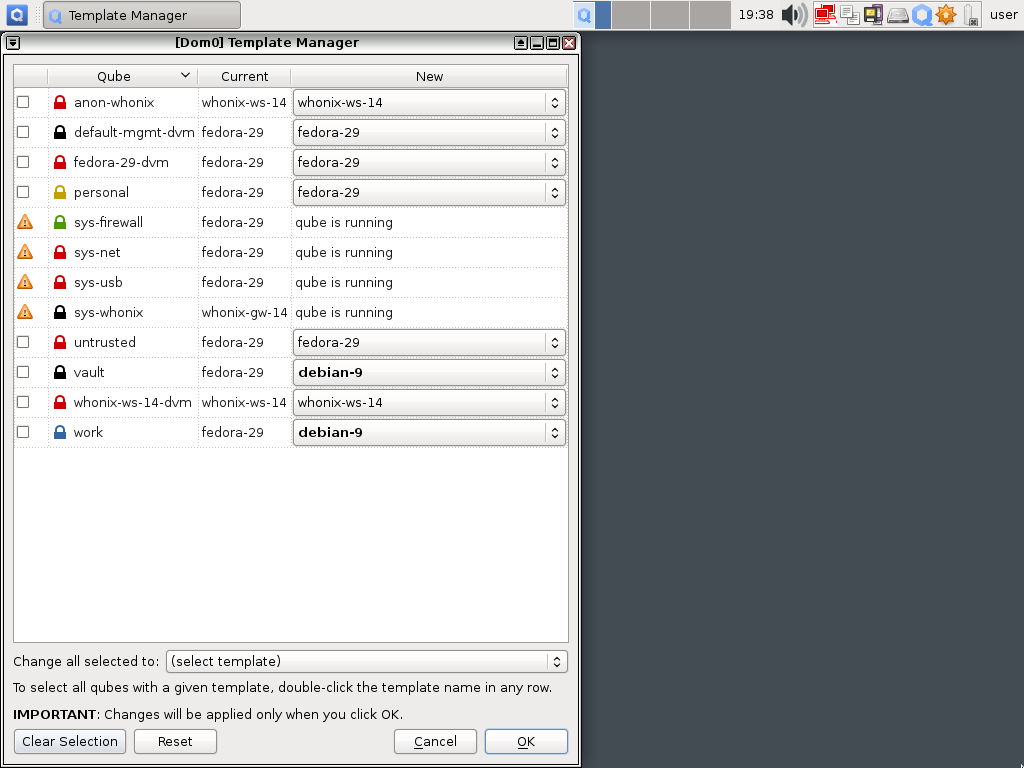 Template Manager
19:38
user
[Dom0] Template Manager
Qube Current New
anon-whonix whonix-ws-14 whonix-ws-14
default-mgmt-dvm fedora-29 fedora-29
fedora-29-dvm fedora-29 fedora-29
personal fedora-29 fedora-29
sys-firewall fedora-29 qube is running
sys-net fedora-29 qube is running
sys-usb fedora-29 qube is running
sys-whonix whonix-gw-14 qube is running
untrusted fedora-29 fedora-29
vault fedora-29 debian-9
whonix-ws-14-dvm whonix-ws-14 whonix-ws-14
work fedora-29 debian-9
Change all selected to: (select template)
To select all qubes with a given template, double-click the template name in any row.
IMPORTANT: Changes will be applied only when you click OK.
Clear Selection Reset Cancel OK